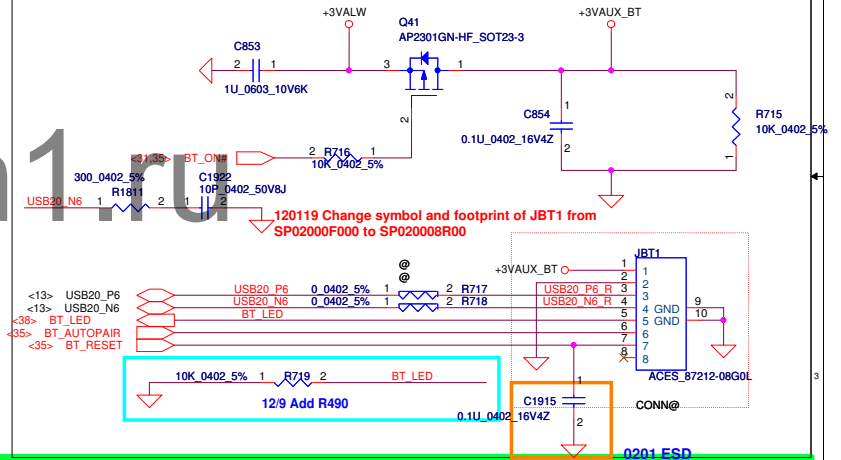 +3VALW
Q41
+3VAUX_BT
AP2301GN-HF_SOT23-3
C853
2 1
3 1
1U_0603_10V6K
2
C854
1
0.1U_0402_16V4Z
2
2
R715
10K_0402_5%
1
<31,35> BT_ON#
2 R716 1
10K_0402_5%
n1.ru
300_0402_5%
C1922
10P_0402_50V8J
USB20_N6
1 R1811 2
1 2
120119 Change symbol and footprint of JBT1 from
SP02000F000 to SP020008R00
JBT1
@
@
+3VAUX_BT
1 1
2 2
<13> USB20_P6
USB20_P6
0_0402_5% 1 2 R717
USB20_P6_R
3 3
<13> USB20_N6
USB20_N6
0_0402_5% 1 2 R718
USB20_N6_R
4 4 GND 9
<38> BT_LED
BT_LED
5 5 GND 10
<35> BT_AUTOPAIR
6 6
<35> BT_RESET
7 7
8 8
ACES_87212-08G0L
CONN@
10K_0402_5% 1 R719 2
BT_LED
12/9 Add R490
1
C1915
0.1U_0402_16V4Z
2
0201 ESD
3